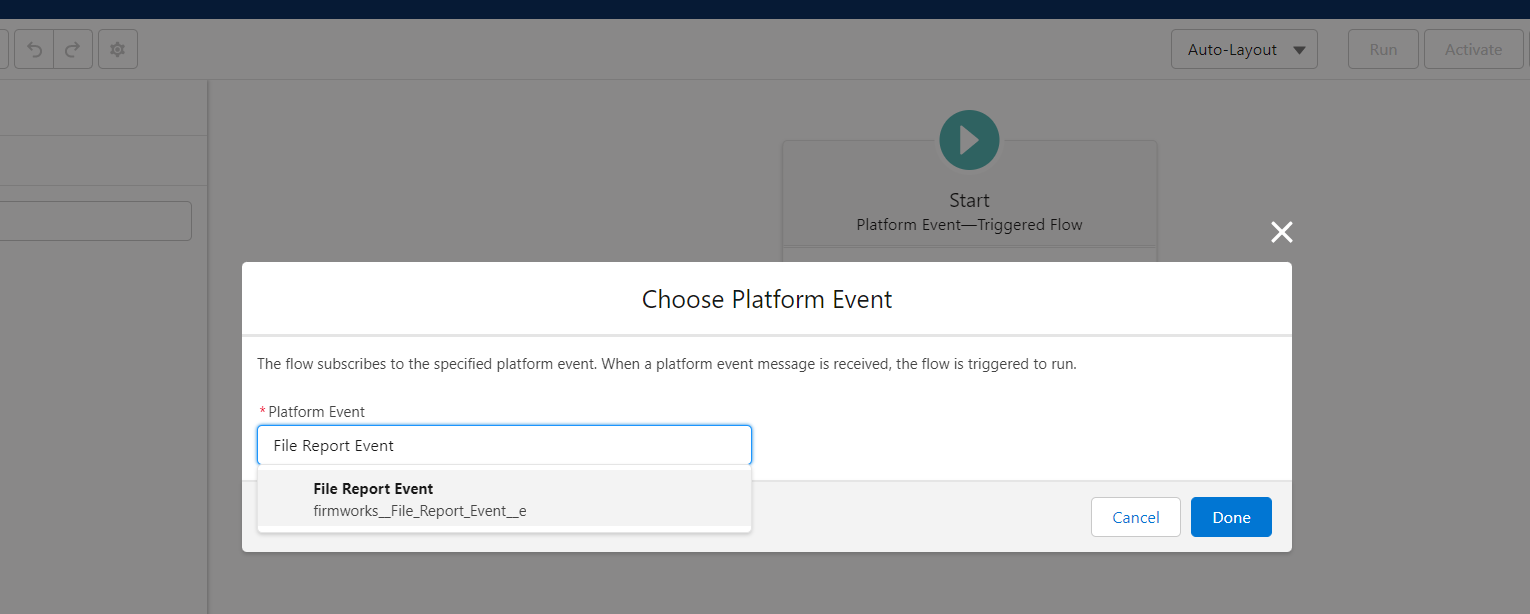 Auto-Layout
Run
Activate
Start
Platform Event—Triggered Flow
Choose Platform Event
The flow subscribes to the specified platform event. When a platform event message is received, the flow is triggered to run.
*Platform Event
File Report Event
File Report Event
firmworks__File_Report_Event__e
Cancel
Done